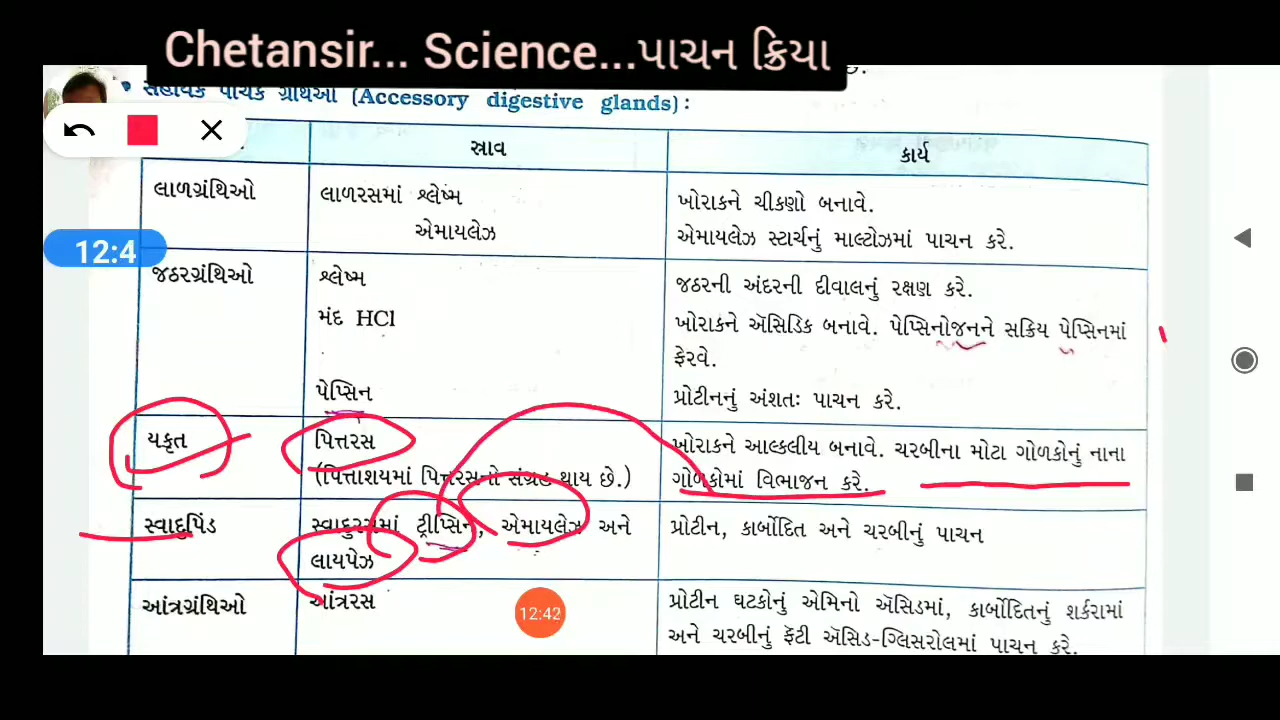 Chetansir... Science...પાચન ક્રિયા
છે.
• સહાયક પાચક ગ્રંથિઓ (Accessory digestive glands) :
સ્રાવ
કાર્ય
લાળગ્રંથિઓ
લાળરસમાં શ્લેષ્મ
એમાયલેઝ
ખોરાકને ચીકણો બનાવે.
એમાયલેઝ સ્ટાર્ચનું માલ્ટોઝમાં પાચન કરે.
12:4
જઠરગ્રંથિઓ
શ્લેષ્મ
મંદ HCl
પેપ્સિન
જઠરની અંદરની દીવાલનું રક્ષણ કરે.
ખોરાકને ઍસિડિક બનાવે. પેપ્સિનોજનને સક્રિય પેપ્સિનમાં
ફેરવે.
પ્રોટીનનું અંશતઃ પાચન કરે.
યકૃત
પિત્તરસ
(પિત્તાશયમાં પિત્તરસનો સંગ્રહ થાય છે.)
ખોરાકને આલ્કલીય બનાવે. ચરબીના મોટા ગોળકોનું નાના
ગોળકોમાં વિભાજન કરે.
સ્વાદુપિંડ
સ્વાદુરસમાં ટ્રીપ્સિન, એમાયલેઝ અને
લાયપેઝ
પ્રોટીન, કાર્બોદિત અને ચરબીનું પાચન
આંત્રગ્રંથિઓ
આંત્રરસ
પ્રોટીન ઘટકોનું એમિનો ઍસિડમાં, કાર્બોદિતનું શર્કરામાં
અને ચરબીનું ફૅટી ઍસિડ-ગ્લિસરોલમાં પાચન કરે.
12:42